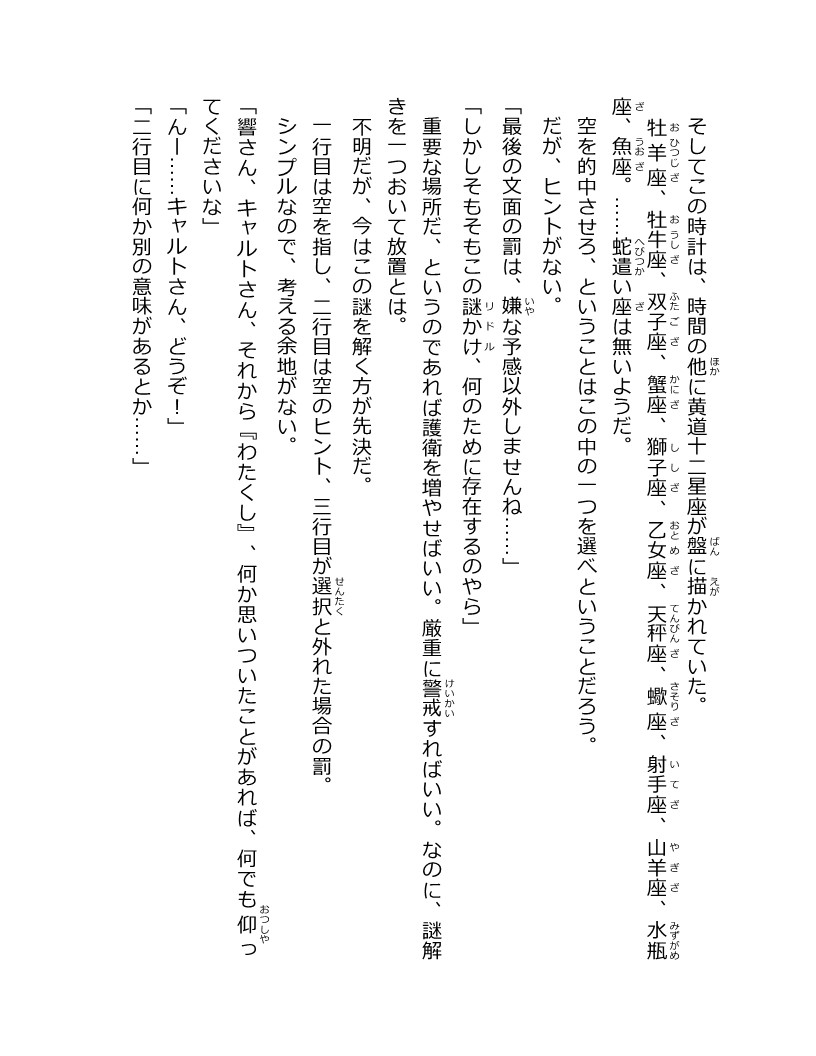 そしてこの時計は、時間の他に黄道十二星座が盤に描かれていた。
牡羊座、牡牛座、双子座、蟹座、獅子座、乙女座、天秤座、蠍座、射手座、山羊座、水瓶
座、魚座。……蛇遣い座は無いようだ。
空を的中させろ、ということはこの中の一つを選べということだろう。
だが、ヒントがない。
「最後の文面の罰は、嫌な予感以外しませんね……」
「しかしそもそもこの謎かけ、何のために存在するのやら」
重要な場所だ、というのであれば護衛を増やせばいい。厳重に警戒すればいい。なのに、謎解
きを一つおいて放置とは。
不明だが、今はこの謎を解く方が先決だ。
一行目は空を指し、二行目は空のヒント、三行目が選択と外れた場合の罰。
シンプルなので、考える余地がない。
「響さん、キャルトさん、それから『わたくし』、何か思いついたことがあれば、何でも仰っ
てくださいな」
「んー……キャルトさん、どうぞ！」
「二行目に何か別の意味があるとか……」